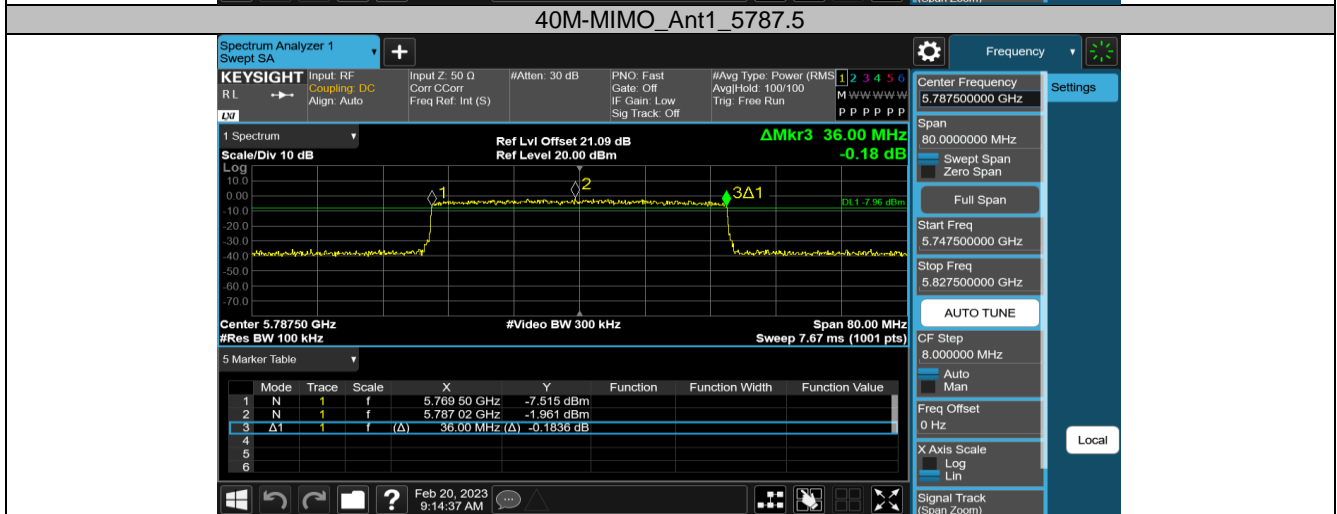 (Span Zoom)
40M-MIMO_Ant1_5787.5
Spectrum Analyzer 1
Swept SA
Frequency
KEYSIGHT
RL
LXI
Input: RF
Coupling: DC
Align: Auto
Input Z: 50 Ω
Corr CCorr
Freq Ref: Int (S)
#Atten: 30 dB
PNO: Fast
Gate: Off
IF Gain: Low
Sig Track: Off
#Avg Type: Power (RMS
Avg|Hold: 100/100
Trig: Free Run
1 2 3 4 5 6
M W W W W W
P P P P P P
1 Spectrum
Scale/Div 10 dB
Ref Lvl Offset 21.09 dB
Ref Level 20.00 dBm
ΔMkr3 36.00 MHz
-0.18 dB
Log
10.0
0.00
-10.0
-20.0
-30.0
-40.0
-50.0
-60.0
-70.0
1
2
3Δ1
DL1 -7.96 dBm
Center 5.78750 GHz
#Res BW 100 kHz
#Video BW 300 kHz
Span 80.00 MHz
Sweep 7.67 ms (1001 pts)
5 Marker Table
Mode Trace Scale X Y Function Function Width Function Value
1 N 1 f 5.769 50 GHz -7.515 dBm
2 N 1 f 5.787 02 GHz -1.961 dBm
3 Δ1 1 f (Δ) 36.00 MHz (Δ) -0.1836 dB
4
5
6
Feb 20, 2023
9:14:37 AM
Center Frequency
5.787500000 GHz
Settings
Span
80.0000000 MHz
Swept Span
Zero Span
Full Span
Start Freq
5.747500000 GHz
Stop Freq
5.827500000 GHz
AUTO TUNE
CF Step
8.000000 MHz
Auto
Man
Freq Offset
0 Hz
X Axis Scale
Log
Lin
Local
Signal Track
(Span Zoom)